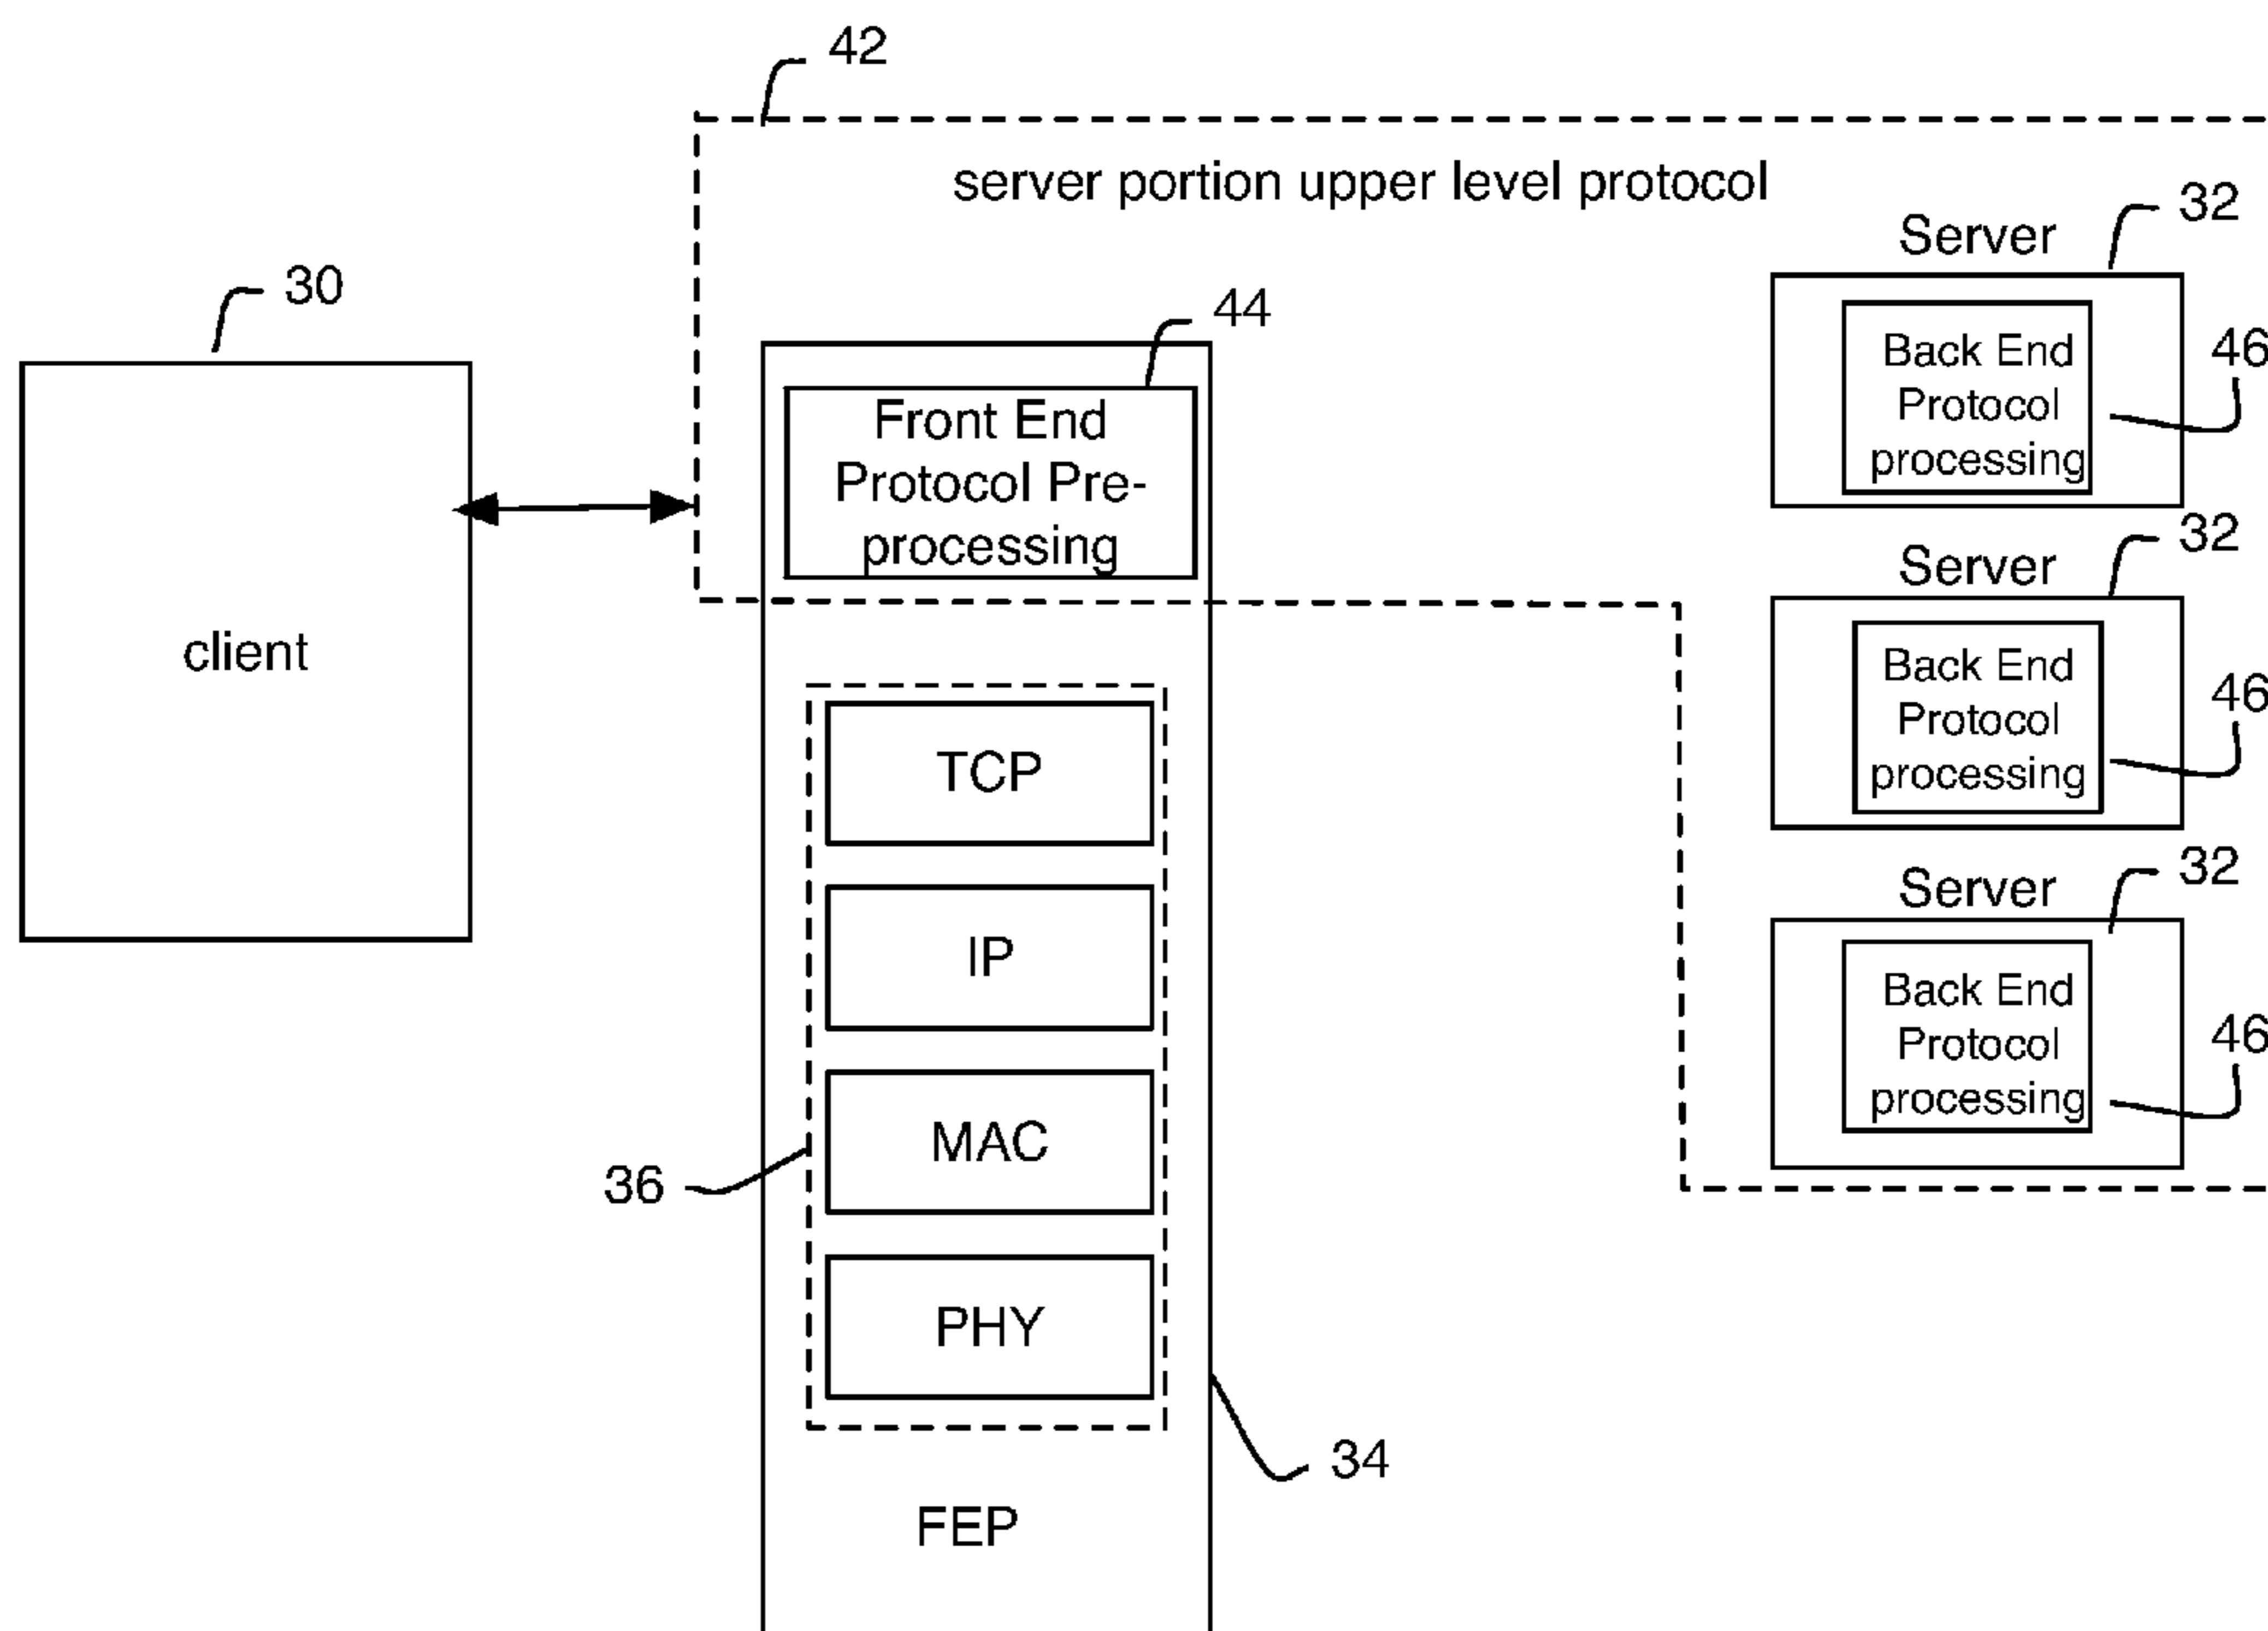 42
server portion upper level protocol
30
client
44
Front End
Protocol Pre-
processing
TCP
IP
MAC
PHY
36
34
FEP
32
Server
Back End
Protocol
processing
46
32
Server
Back End
Protocol
processing
46
32
Server
Back End
Protocol
processing
46